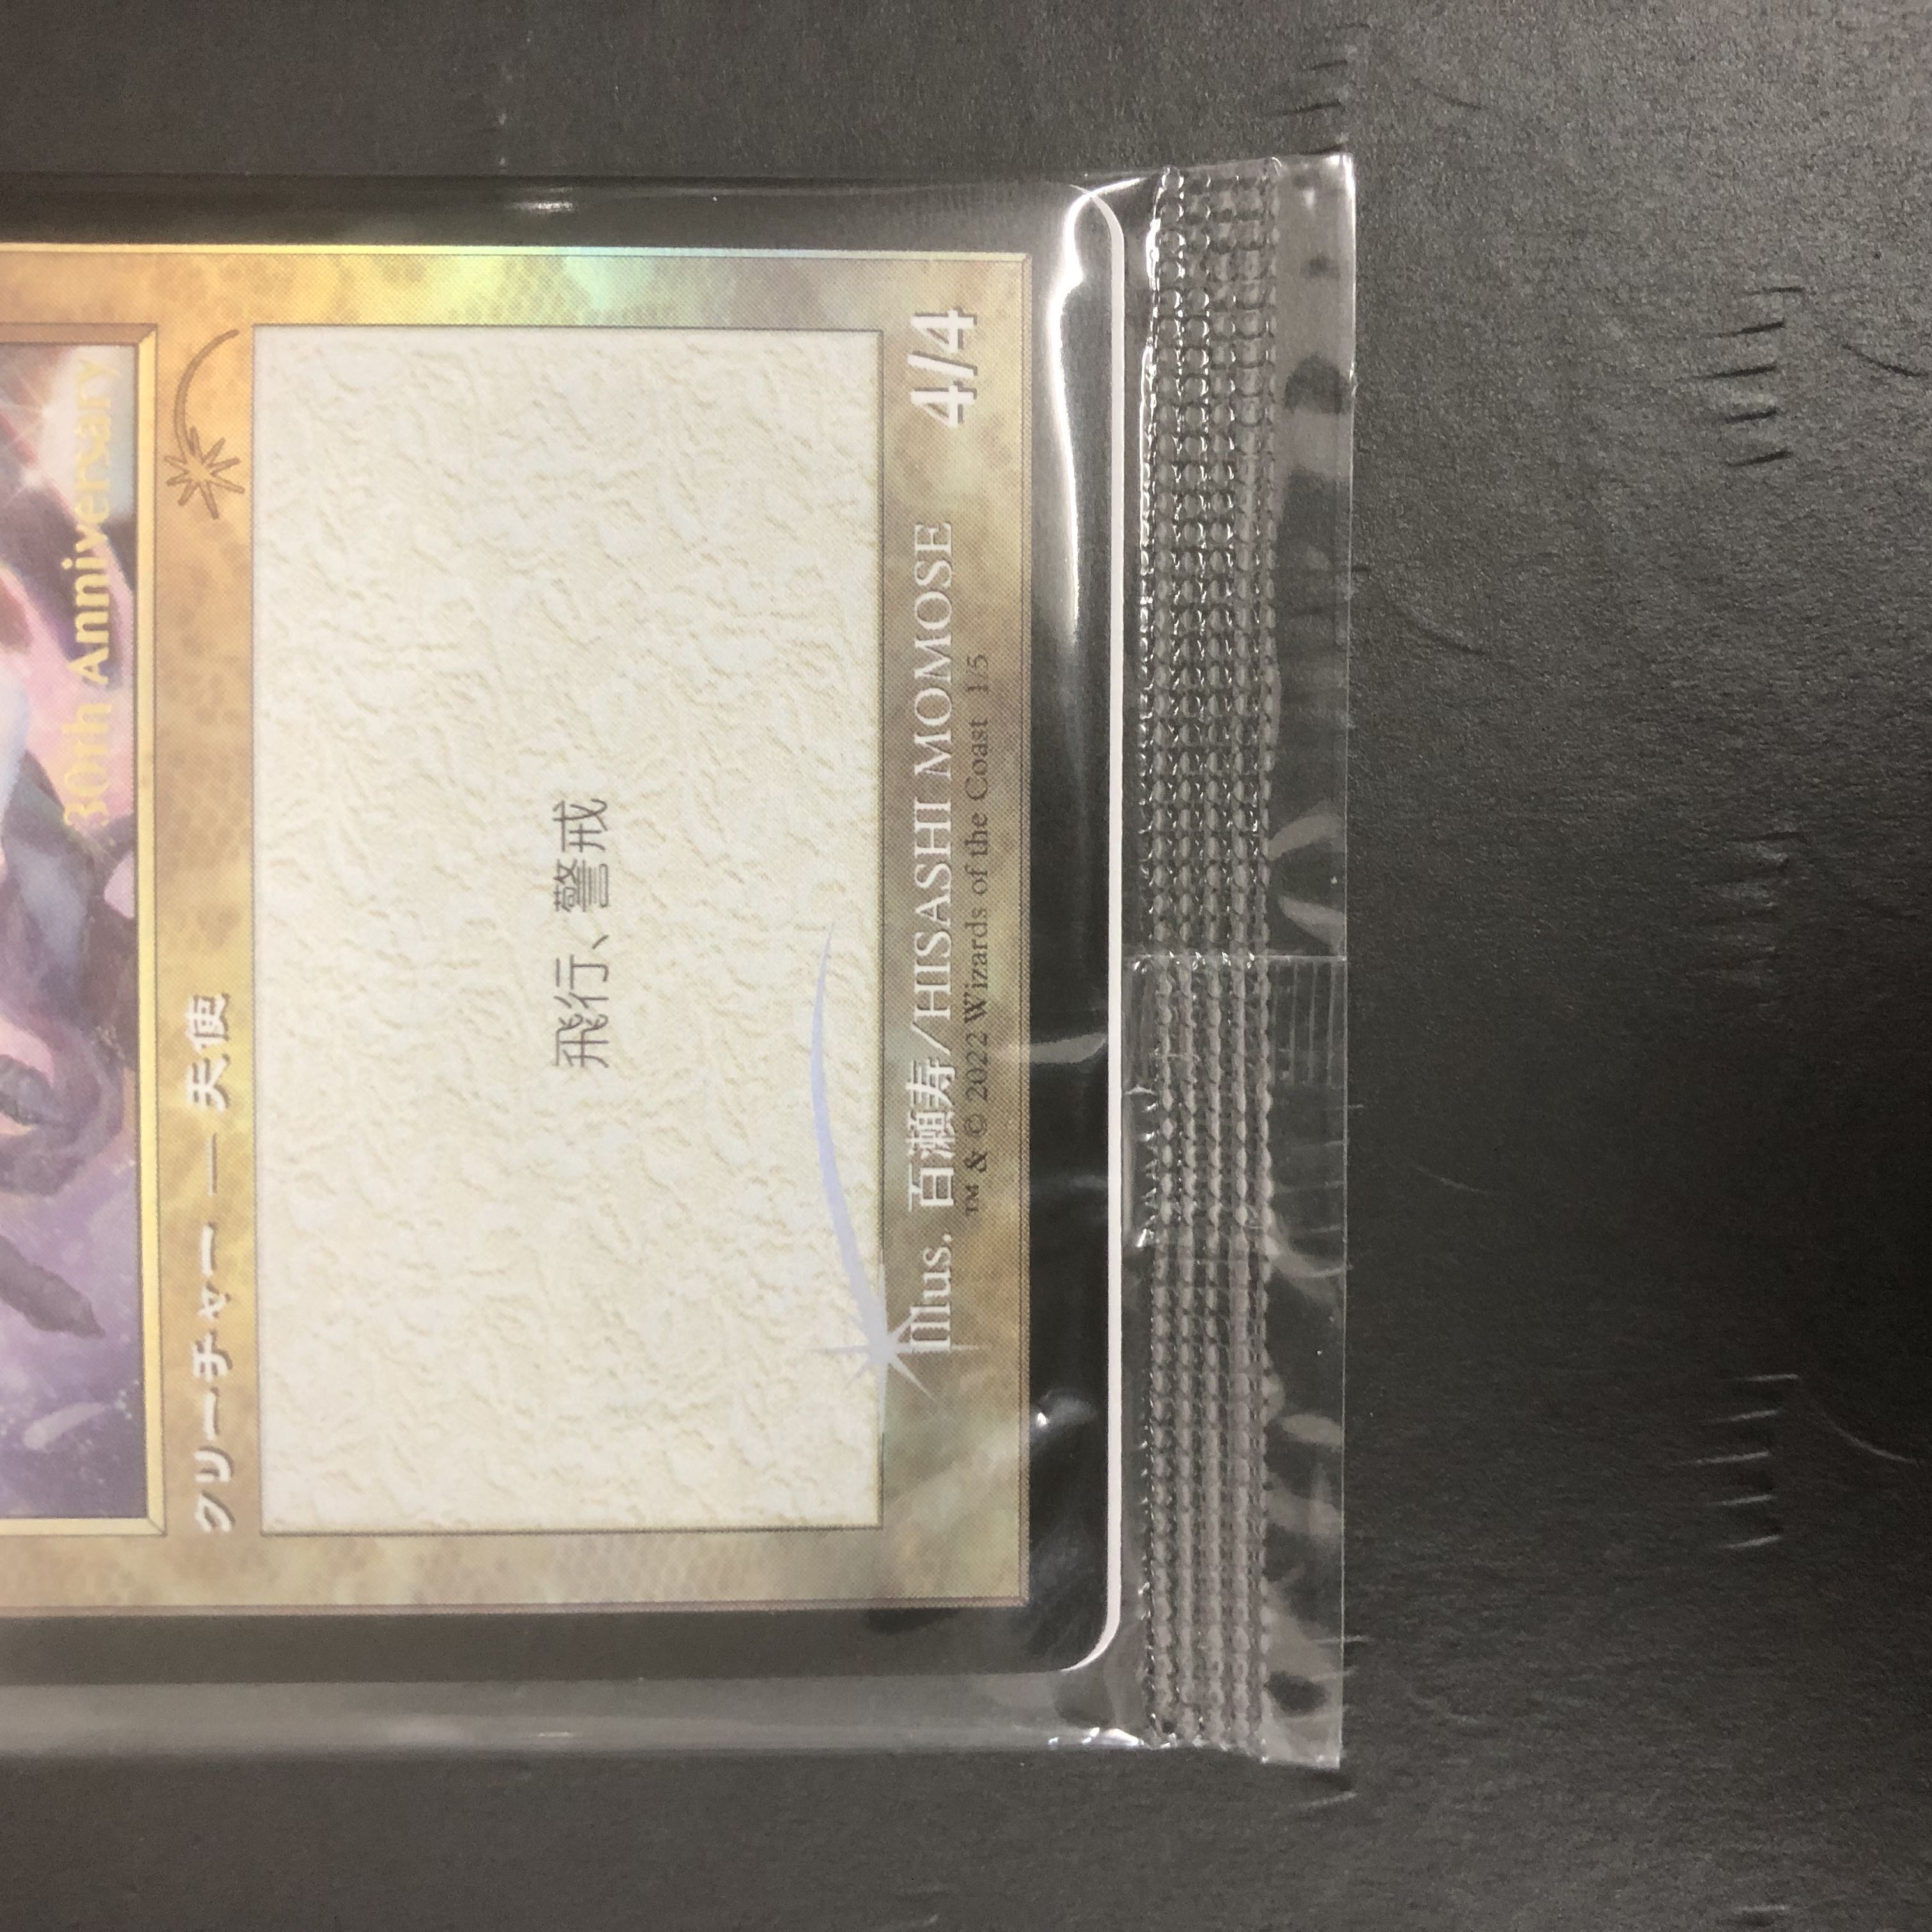 30th Anniversary
クリーチャー — 天使
飛行、警戒
Illus. 百瀬寿/HISASHI MOMOSE
4/4
™ & © 2022 Wizards of the Coast 1/5